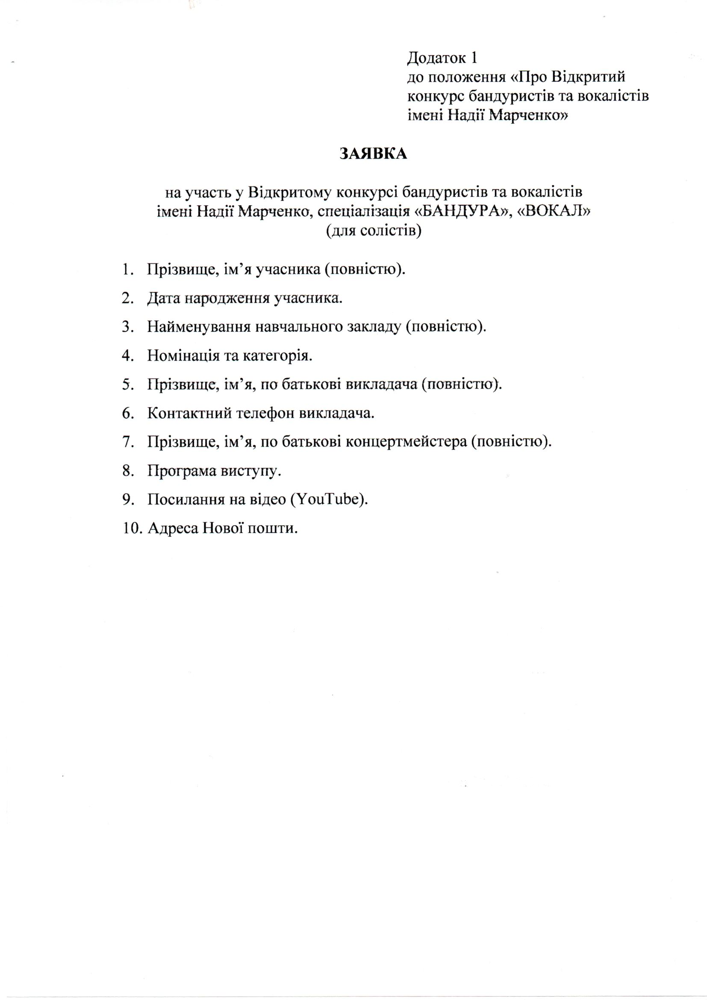 Додаток 1
до положення «Про Відкритий
конкурс бандуристів та вокалістів
імені Надії Марченко»
ЗАЯВКА
на участь у Відкритому конкурсі бандуристів та вокалістів
імені Надії Марченко, спеціалізація «БАНДУРА», «ВОКАЛ»
(для солістів)
1. Прізвище, ім’я учасника (повністю).
2. Дата народження учасника.
3. Найменування навчального закладу (повністю).
4. Номінація та категорія.
5. Прізвище, ім’я, по батькові викладача (повністю).
6. Контактний телефон викладача.
7. Прізвище, ім’я, по батькові концертмейстера (повністю).
8. Програма виступу.
9. Посилання на відео (YouTube).
10. Адреса Нової пошти.